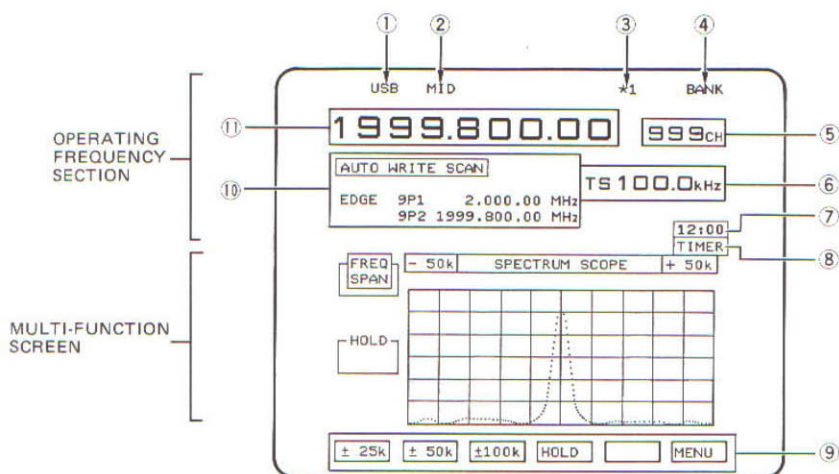 ① ② ③ ④
USB MID *1 BANK
OPERATING
FREQUENCY
SECTION
⑪ 1999.800.00 999CH ⑤
⑩ AUTO WRITE SCAN
EDGE 9P1 2.000.00 MHz
9P2 1999.800.00 MHz
TS 100.0kHz ⑥
12:00 ⑦
TIMER ⑧
MULTI-FUNCTION
SCREEN
FREQ
SPAN
- 50k SPECTRUM SCOPE + 50k
HOLD
± 25k ± 50k ±100k HOLD MENU ⑨